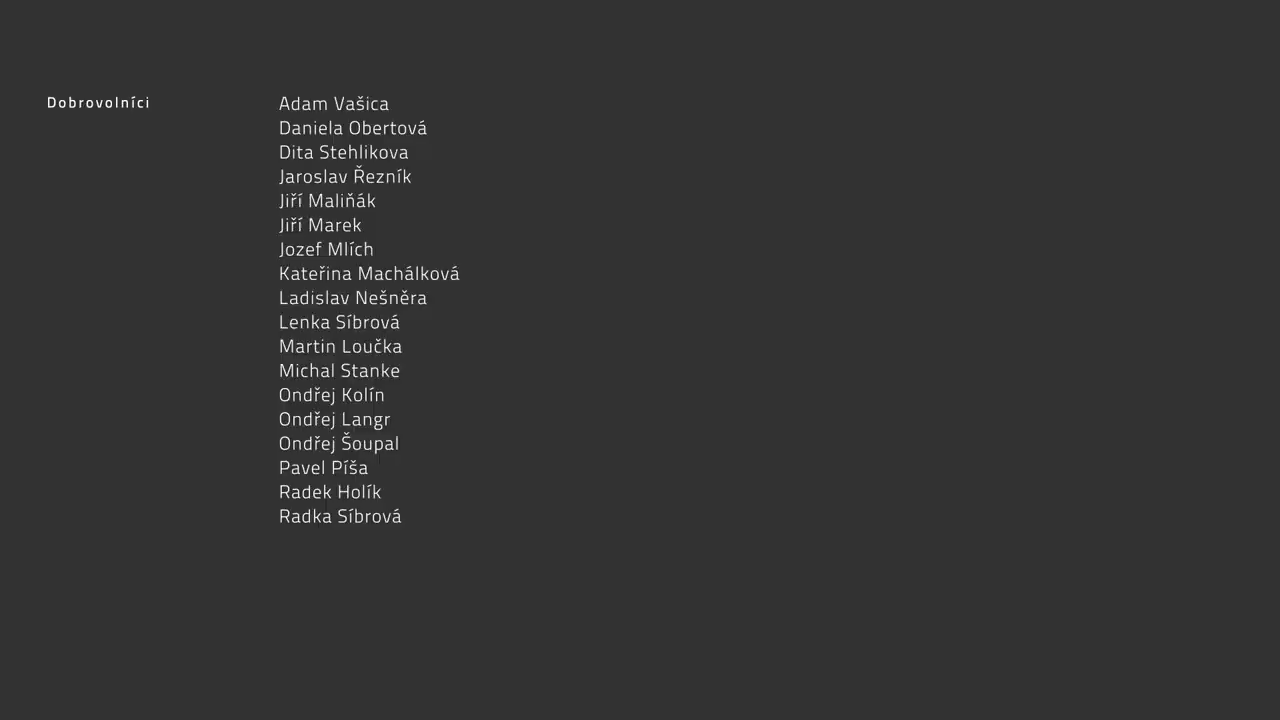 Dobrovolníci
Adam Vašica
Daniela Obertová
Dita Stehlikova
Jaroslav Řezník
Jiří Maliňák
Jiří Marek
Jozef Mlích
Kateřina Machálková
Ladislav Nešněra
Lenka Síbrová
Martin Loučka
Michal Stanke
Ondřej Kolín
Ondřej Langr
Ondřej Šoupal
Pavel Píša
Radek Holík
Radka Síbrová